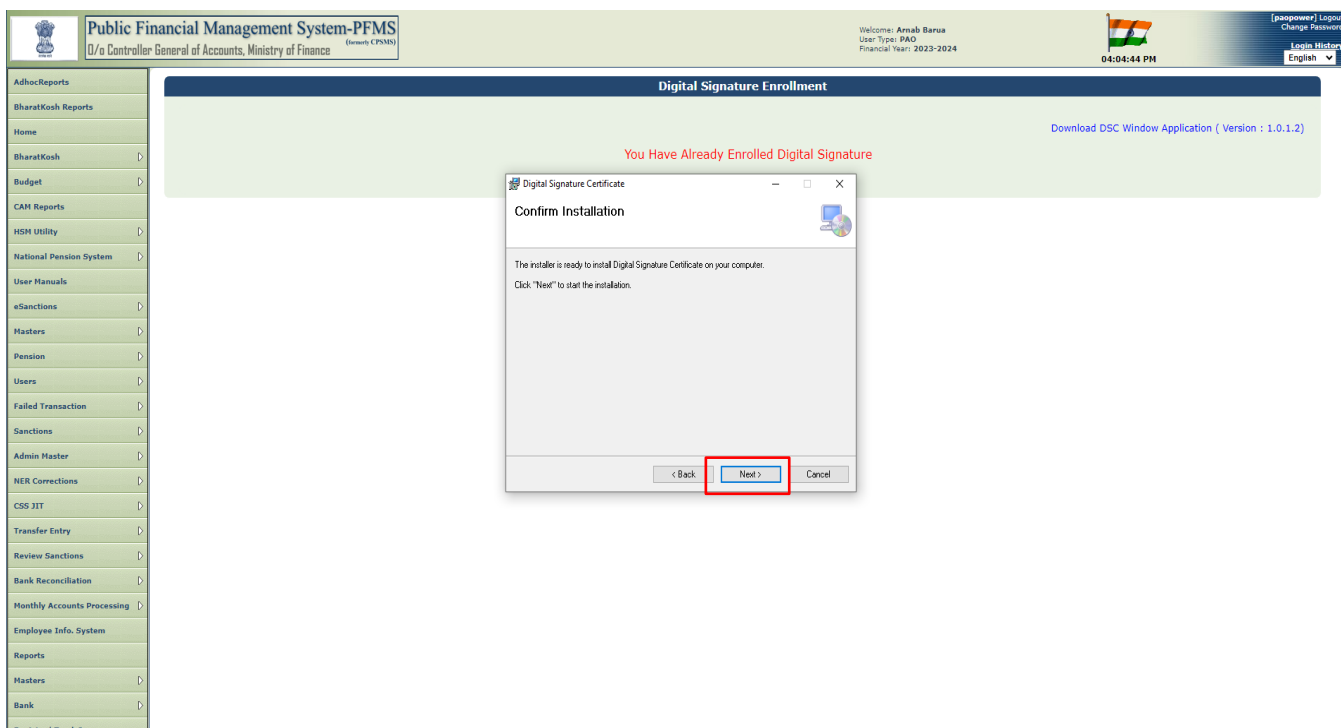 Public Financial Management System-PFMS
(formerly CPSMS)
O/o Controller General of Accounts, Ministry of Finance
Welcome: Arnab Barua
User Type: PAO
Financial Year: 2023-2024
04:04:44 PM
[paopower] Logou
Change Password
Login History
English
AdhocReports
BharatKosh Reports
Home
BharatKosh
Budget
CAM Reports
HSM Utility
National Pension System
User Manuals
eSanctions
Masters
Pension
Users
Failed Transaction
Sanctions
Admin Master
NER Corrections
CSS JIT
Transfer Entry
Review Sanctions
Bank Reconciliation
Monthly Accounts Processing
Employee Info. System
Reports
Masters
Bank
Digital Signature Enrollment
Download DSC Window Application ( Version : 1.0.1.2)
You Have Already Enrolled Digital Signature
Digital Signature Certificate
Confirm Installation
The installer is ready to install Digital Signature Certificate on your computer.
Click "Next" to start the installation.
< Back
Next >
Cancel